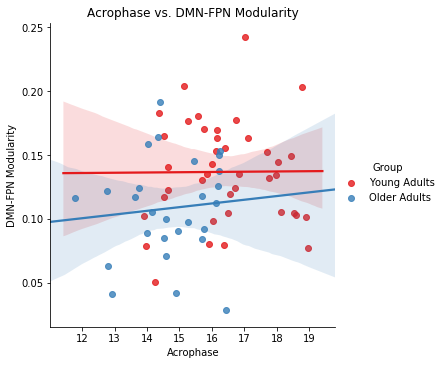 Acrophase vs. DMN-FPN Modularity
0.25
0.20
0.15
0.10
0.05
DMN-FPN Modularity
12 13 14 15 16 17 18 19
Acrophase
Group
Young Adults
Older Adults